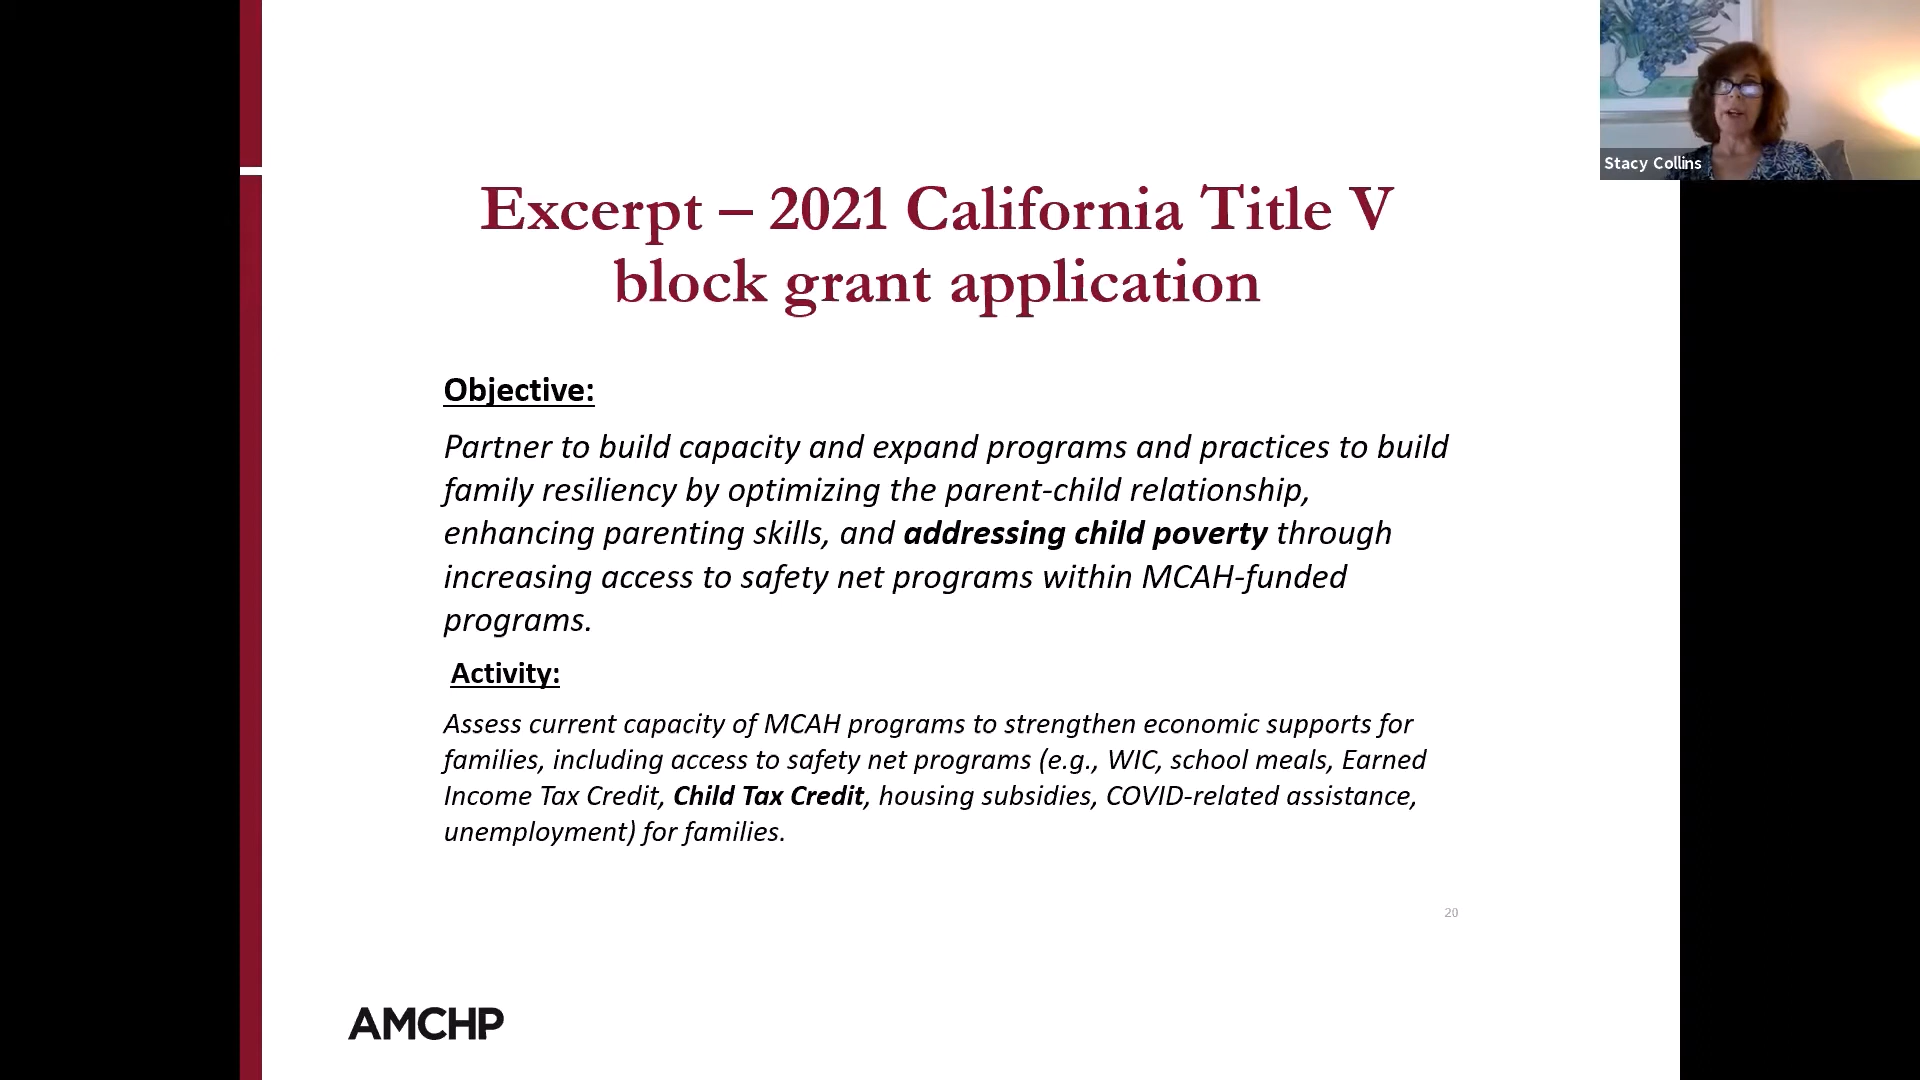 Stacy Collins
Excerpt – 2021 California Title V
block grant application
Objective:
Partner to build capacity and expand programs and practices to build
family resiliency by optimizing the parent-child relationship,
enhancing parenting skills, and addressing child poverty through
increasing access to safety net programs within MCAH-funded
programs.
Activity:
Assess current capacity of MCAH programs to strengthen economic supports for
families, including access to safety net programs (e.g., WIC, school meals, Earned
Income Tax Credit, Child Tax Credit, housing subsidies, COVID-related assistance,
unemployment) for families.
20
AMCHP